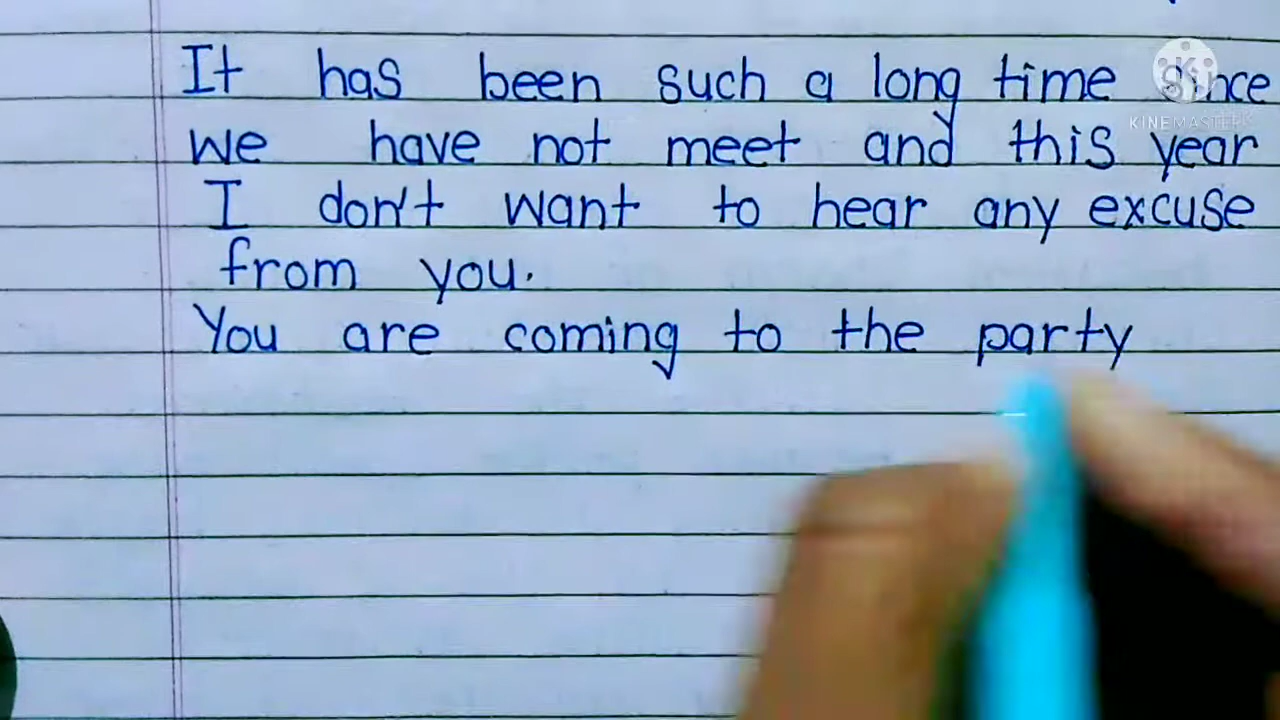 It has been such a long time since
we have not meet and this year
I don't want to hear any excuse
from you.
You are coming to the party
KINEMASTER